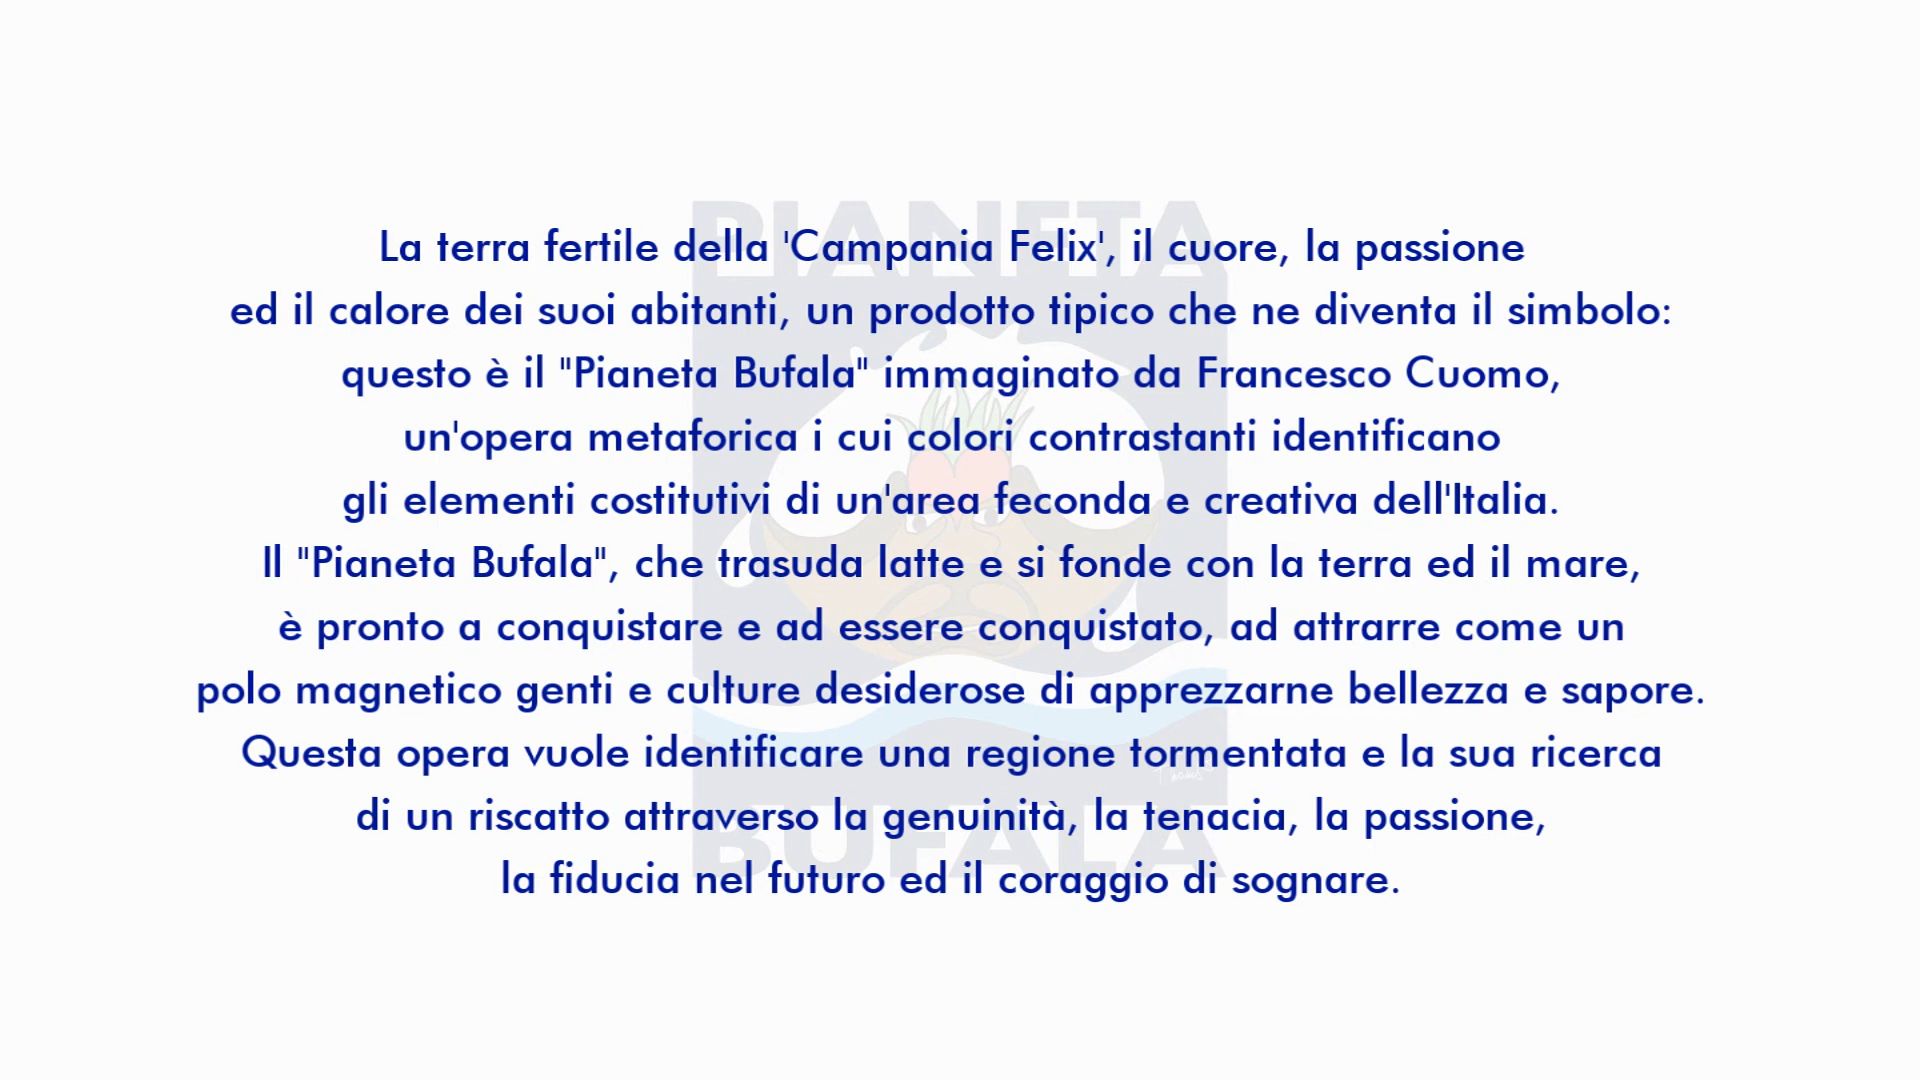 PIANETA
La terra fertile della 'Campania Felix', il cuore, la passione
ed il calore dei suoi abitanti, un prodotto tipico che ne diventa il simbolo:
questo è il "Pianeta Bufala" immaginato da Francesco Cuomo,
un'opera metaforica i cui colori contrastanti identificano
gli elementi costitutivi di un'area feconda e creativa dell'Italia.
Il "Pianeta Bufala", che trasuda latte e si fonde con la terra ed il mare,
è pronto a conquistare e ad essere conquistato, ad attrarre come un
polo magnetico genti e culture desiderose di apprezzarne bellezza e sapore.
Questa opera vuole identificare una regione tormentata e la sua ricerca
di un riscatto attraverso la genuinità, la tenacia, la passione,
la fiducia nel futuro ed il coraggio di sognare.
BUFALA